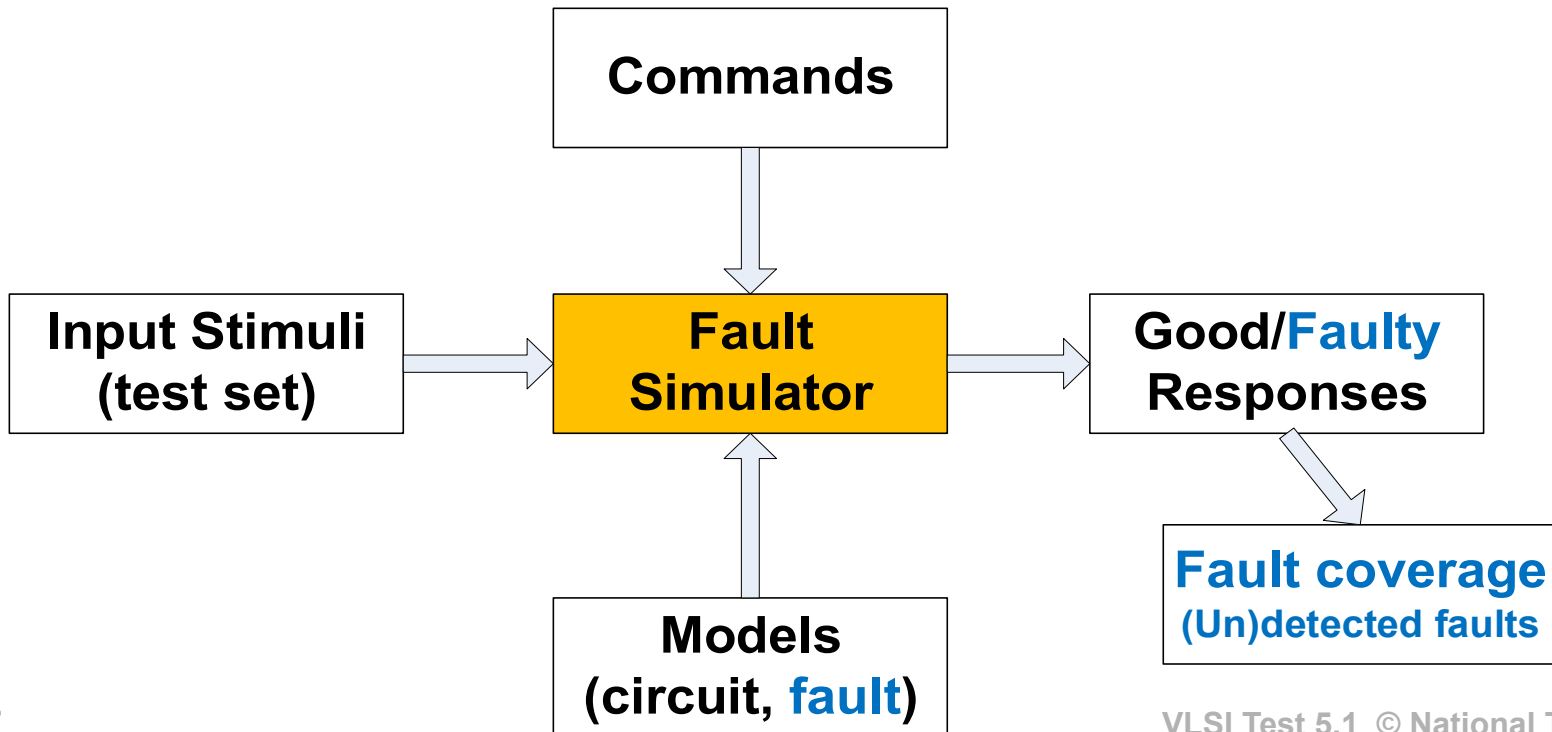 Commands
Input Stimuli
(test set)
Fault
Simulator
Good/Faulty
Responses
Fault coverage
(Un)detected faults
Models
(circuit, fault)
VLSI Test 5.1 © National